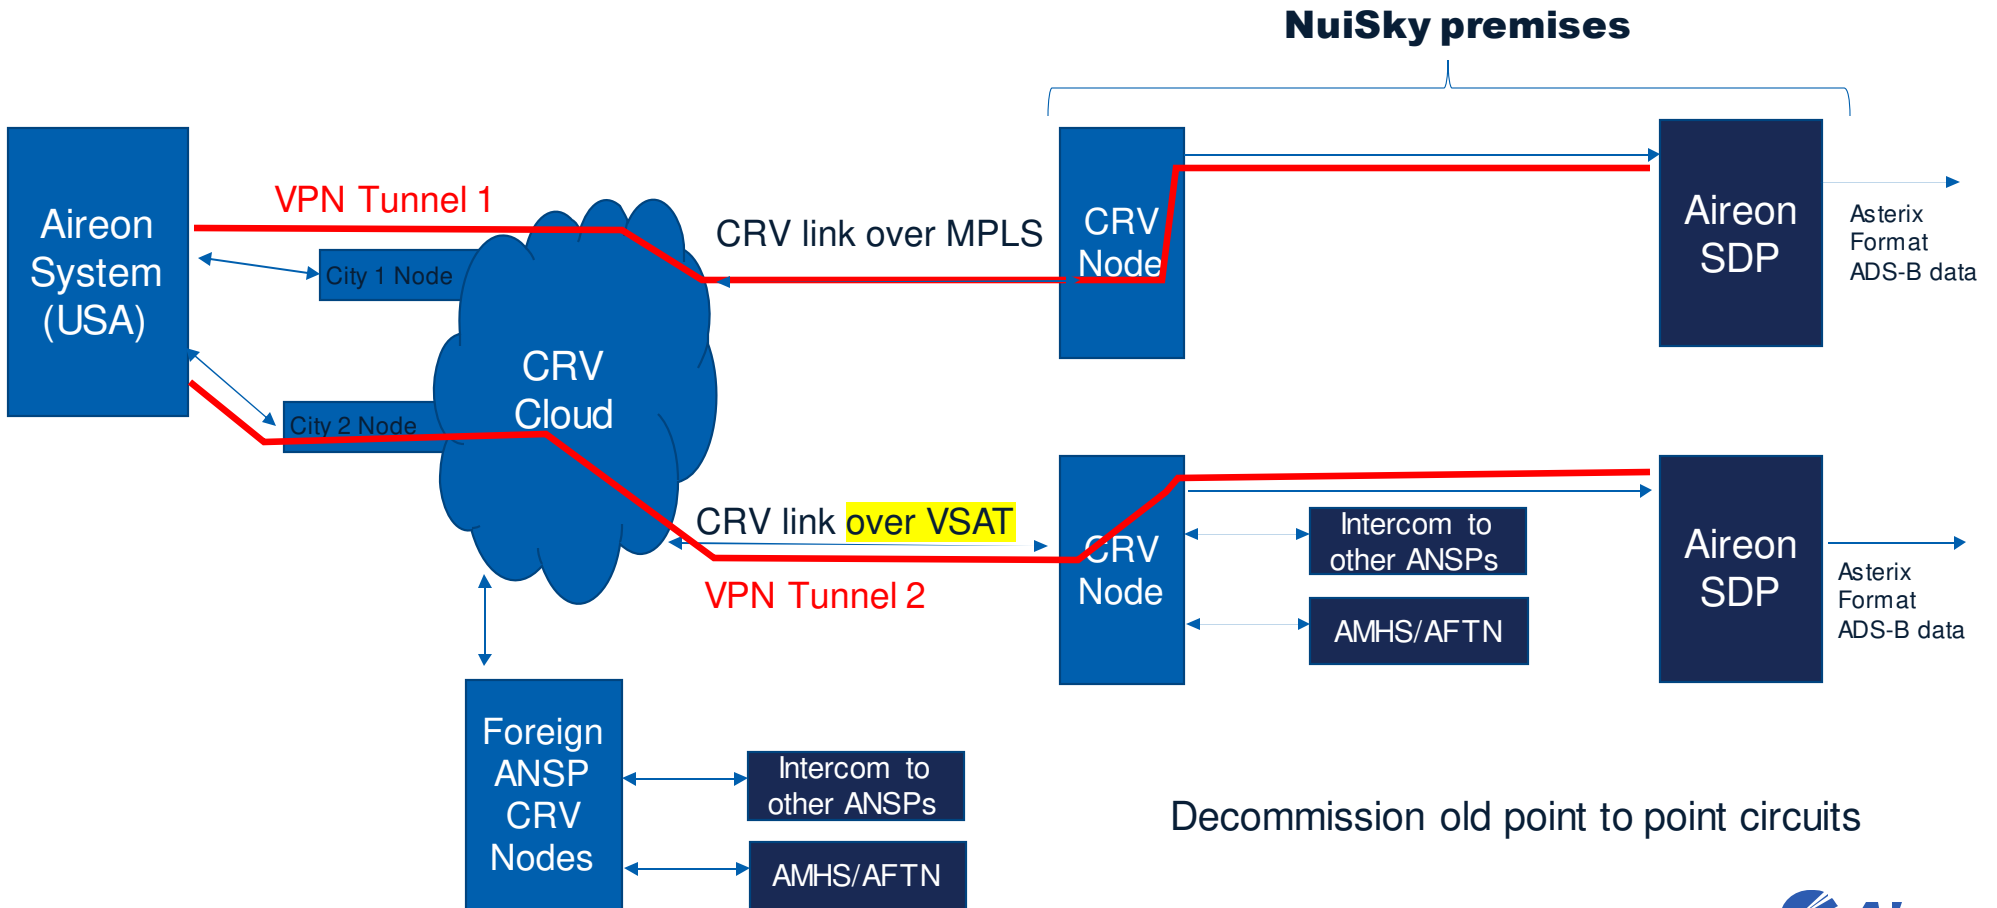 NuiSky premises
Aireon
System
(USA)
VPN Tunnel 1
City 1 Node
City 2 Node
CRV
Cloud
CRV link over MPLS
CRV
Node
Aireon
SDP
Asterix
Format
ADS-B data
CRV link over VSAT
VPN Tunnel 2
CRV
Node
Intercom to
other ANSPs
AMHS/AFTN
Aireon
SDP
Asterix
Format
ADS-B data
Foreign
ANSP
CRV
Nodes
Intercom to
other ANSPs
AMHS/AFTN
Decommission old point to point circuits